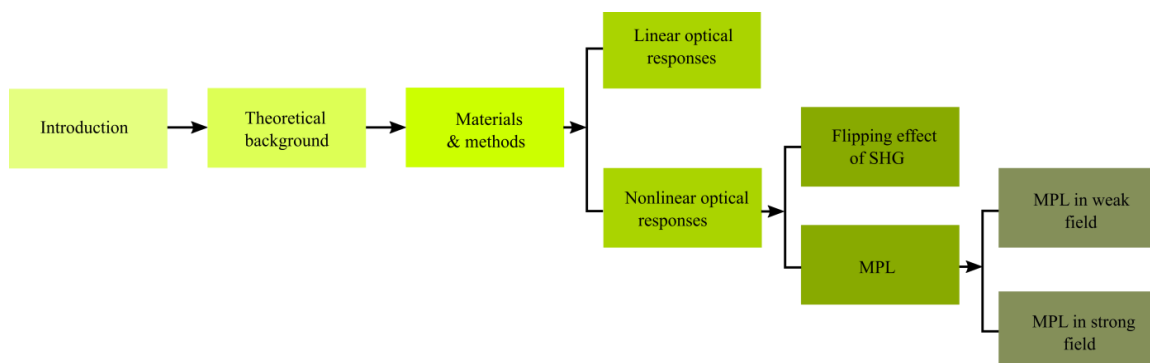 Introduction
Theoretical
background
Materials
& methods
Linear optical
responses
Nonlinear optical
responses
Flipping effect
of SHG
MPL
MPL in weak
field
MPL in strong
field